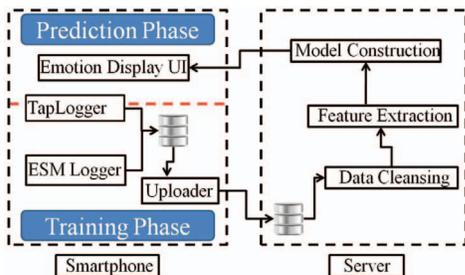 Prediction Phase
Emotion Display UI
TapLogger
ESM Logger
Uploader
Training Phase
Smartphone
Model Construction
Feature Extraction
Data Cleansing
Server